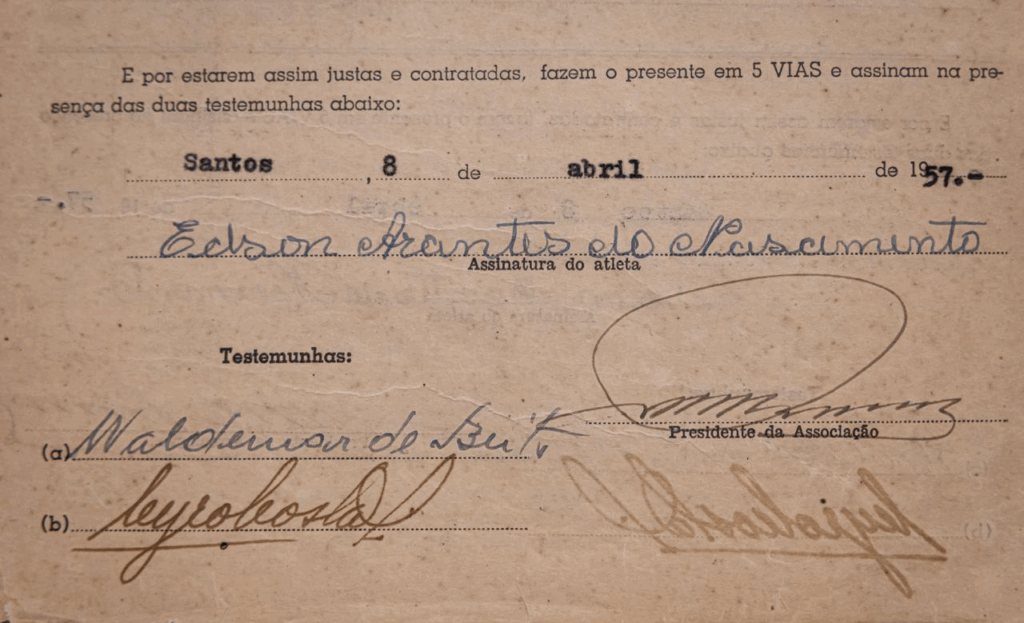 E por estarem assim justas e contratadas, fazem o presente em 5 VIAS e assinam na pre-
sença das duas testemunhas abaixo:
Santos, 8 de abril de 1957.-
Edson Arantes do Nascimento
Assinatura do atleta
Testemunhas:
Presidente da Associação
(a) Waldemar de Brito
(b)